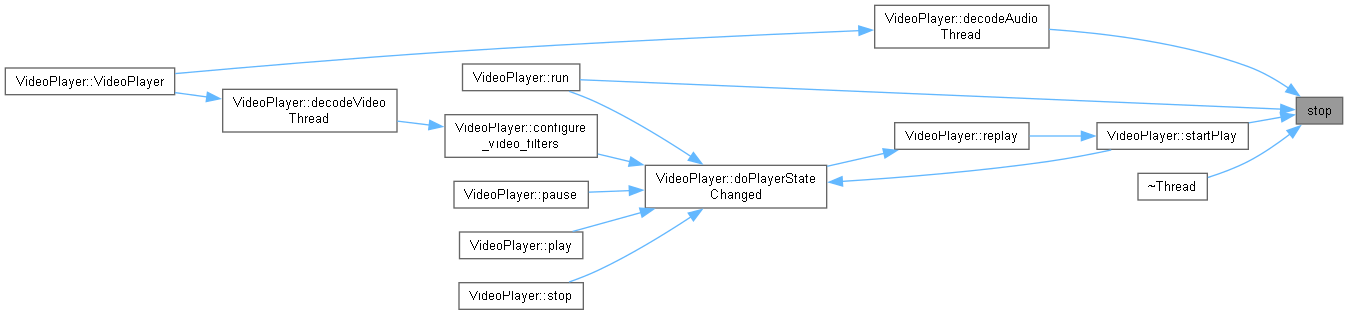 VideoPlayer::decodeAudio
Thread
VideoPlayer::VideoPlayer
VideoPlayer::run
VideoPlayer::decodeVideo
Thread
stop
VideoPlayer::configure
_video_filters
VideoPlayer::replay
VideoPlayer::startPlay
VideoPlayer::doPlayerState
Changed
VideoPlayer::pause
~Thread
VideoPlayer::play
VideoPlayer::stop